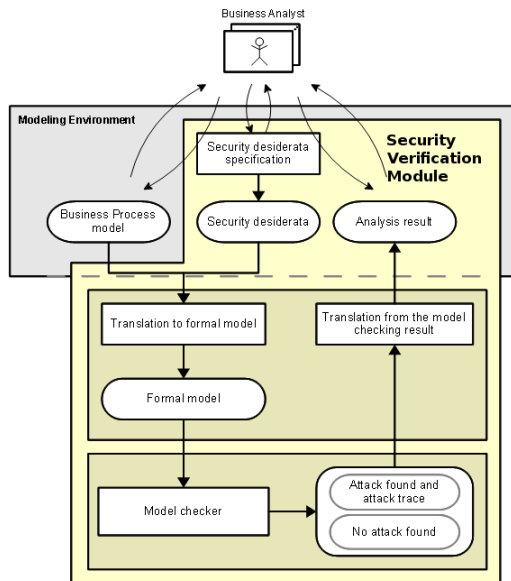 Business Analyst
Modeling Environment
Security
Verification
Module
Security desiderata
specification
Business Process
model
Security desiderata
Analysis result
Translation to formal model
Translation from the model
checking result
Formal model
Model checker
Attack found and
attack trace
No attack found